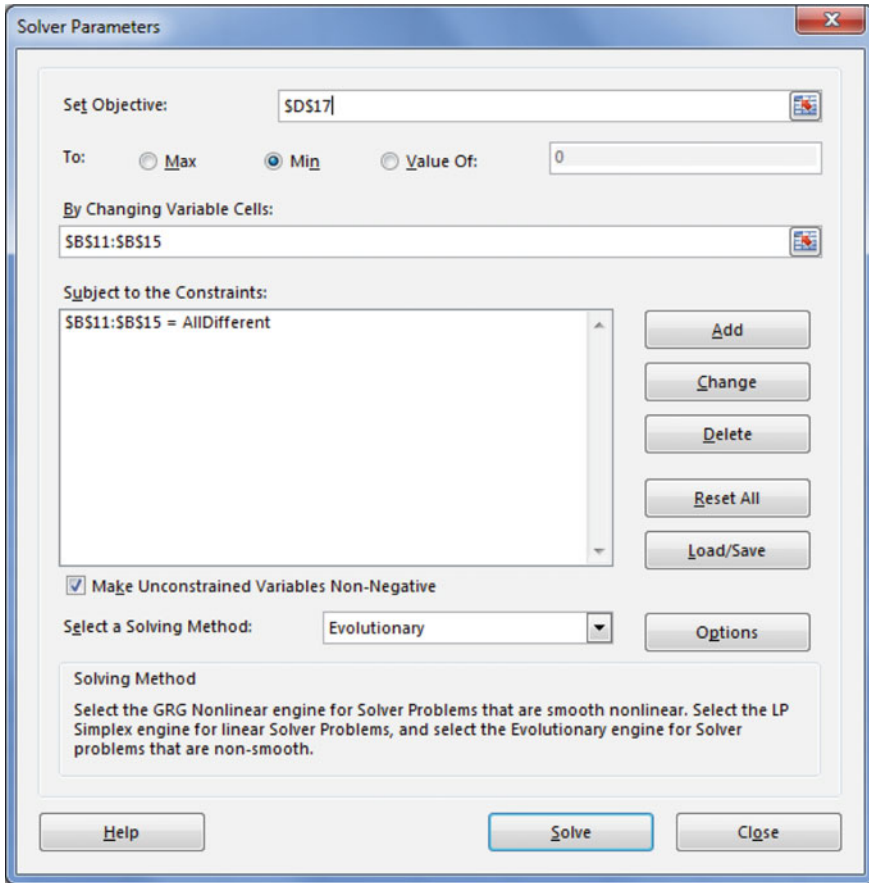 Solver Parameters
Set Objective: $D$17
To: Max Min Value Of: 0
By Changing Variable Cells:
$B$11:$B$15
Subject to the Constraints:
$B$11:$B$15 = AllDifferent
Add
Change
Delete
Reset All
Load/Save
Make Unconstrained Variables Non-Negative
Select a Solving Method: Evolutionary Options
Solving Method
Select the GRG Nonlinear engine for Solver Problems that are smooth nonlinear. Select the LP
Simplex engine for linear Solver Problems, and select the Evolutionary engine for Solver
problems that are non-smooth.
Help Solve Close